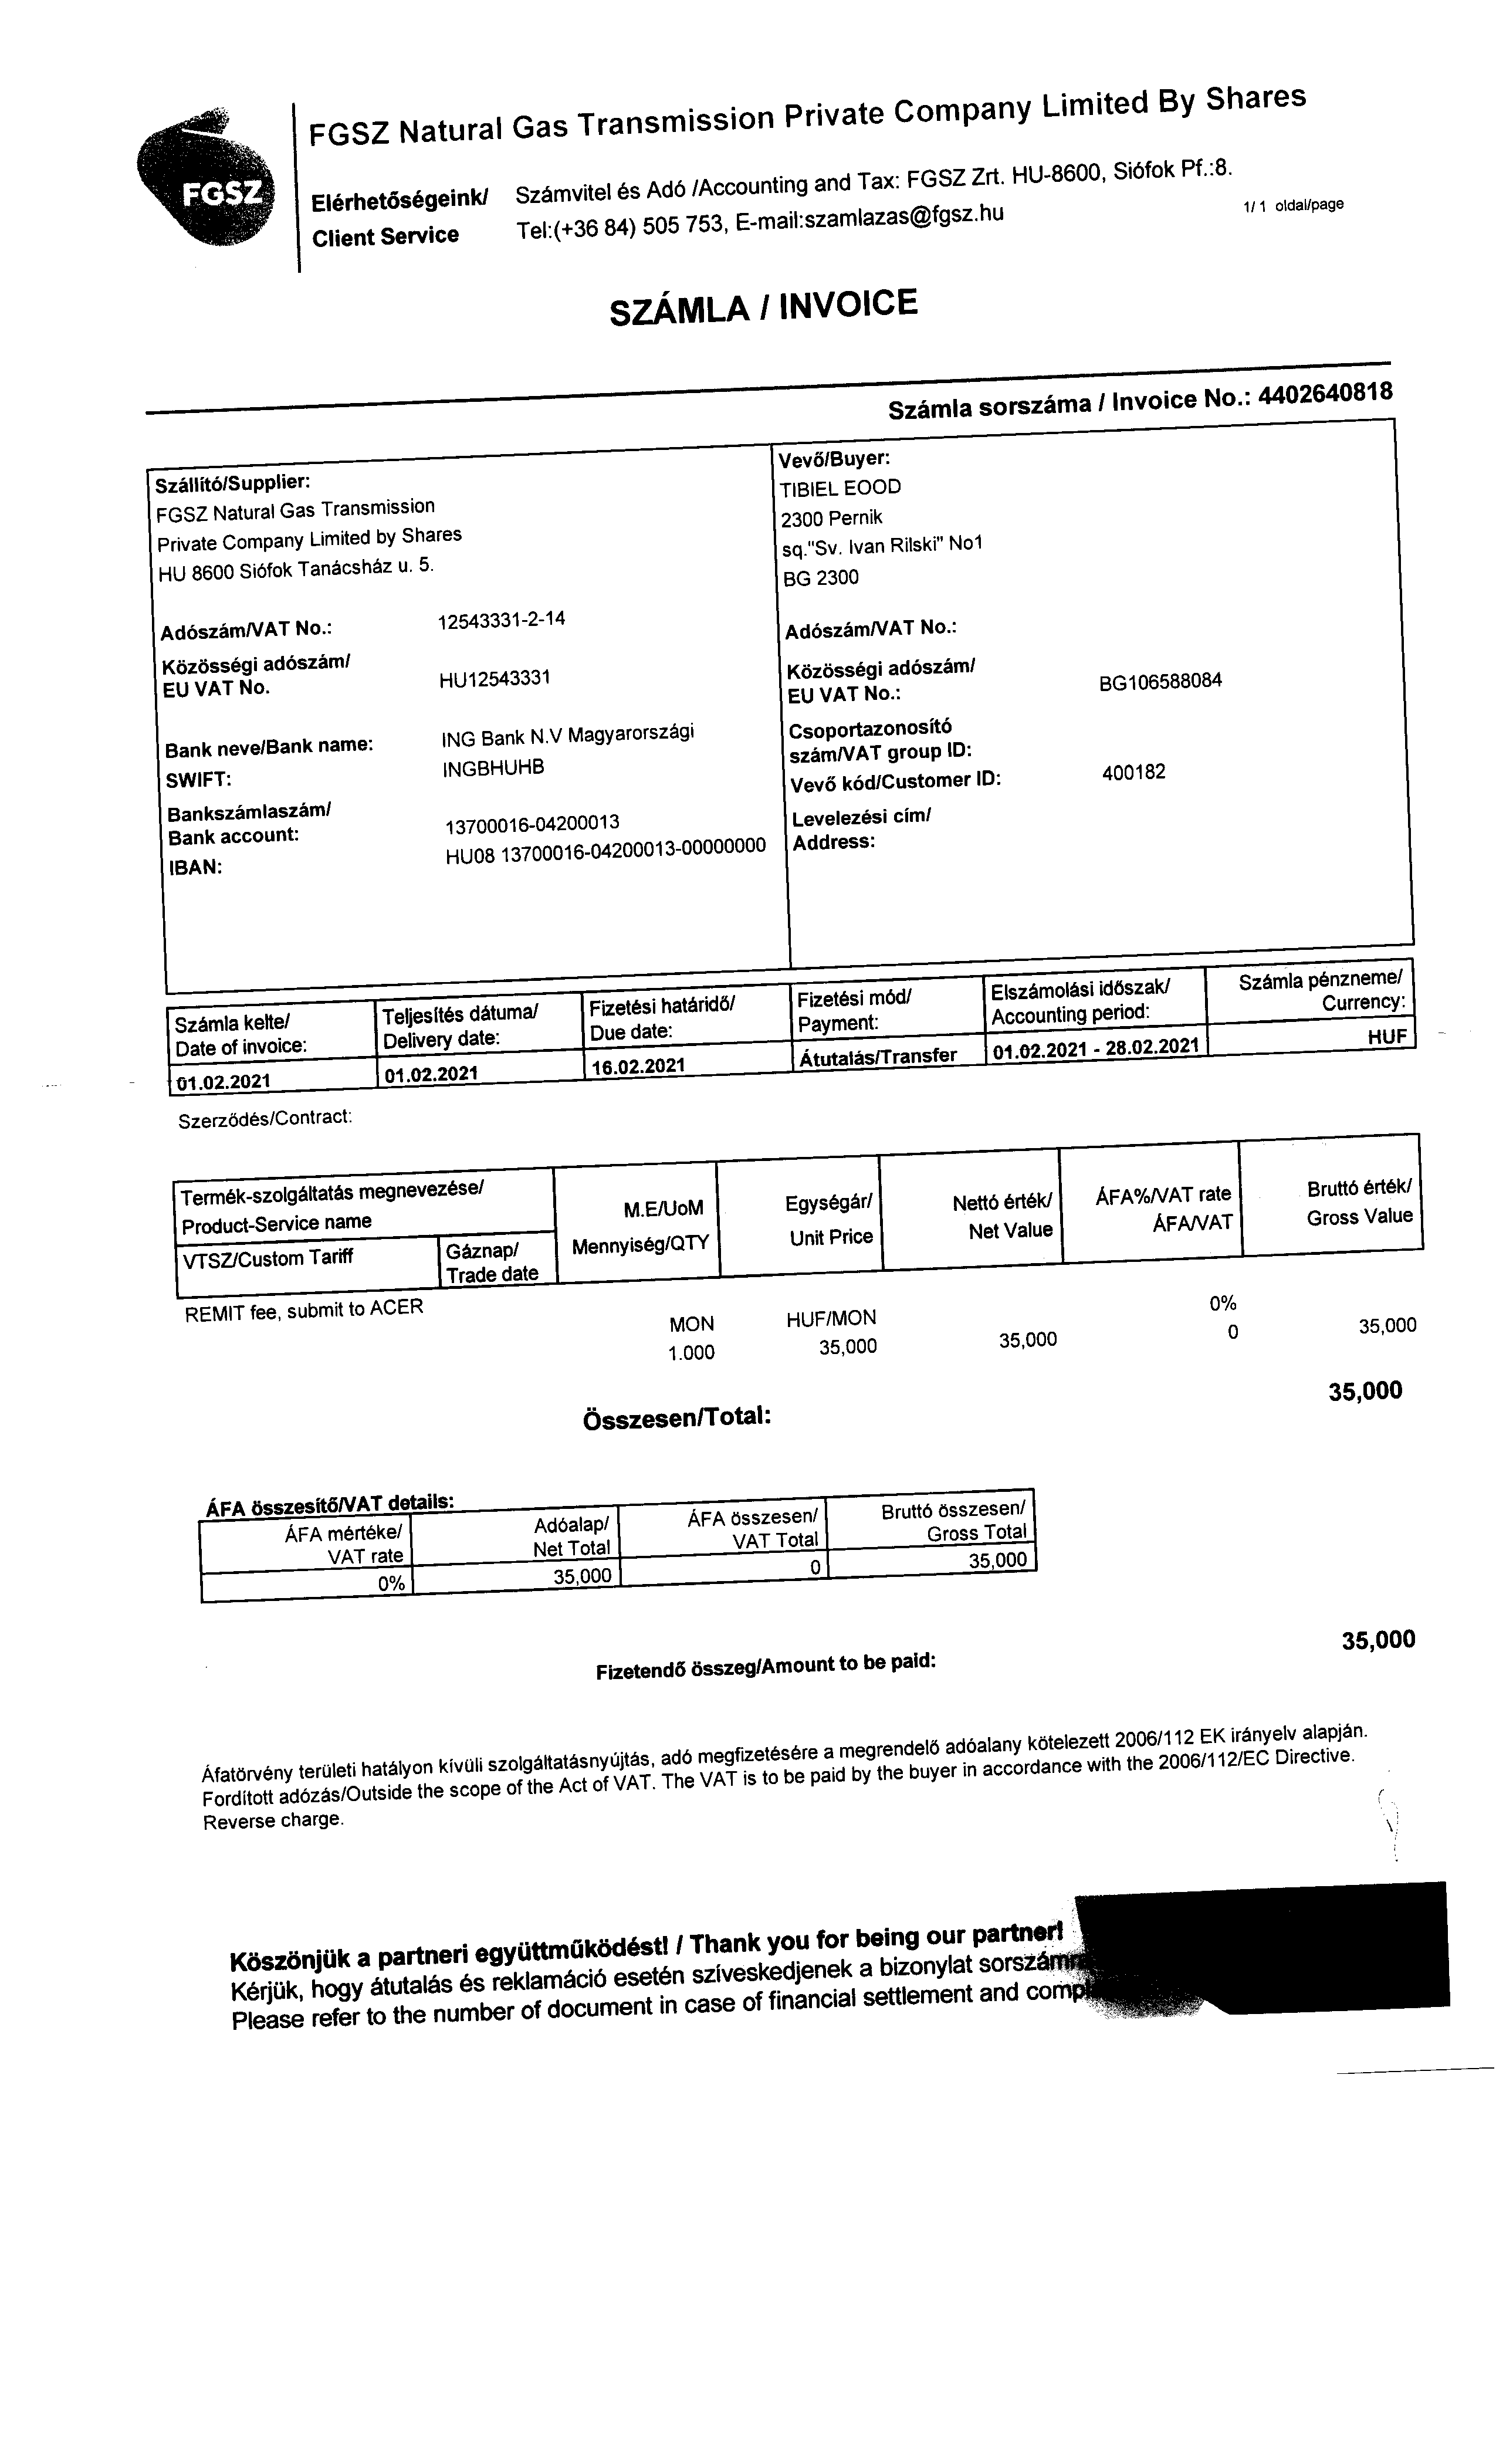 FGSZ
FGSZ Natural Gas Transmission Private Company Limited By Shares
Elérhetőségeink/ Számvitel és Adó /Accounting and Tax: FGSZ Zrt. HU-8600, Siófok Pf.:8.
Client Service Tel:(+36 84) 505 753, E-mail:szamlazas@fgsz.hu
1/ 1 oldal/page
SZÁMLA / INVOICE
Számla sorszáma / Invoice No.: 4402640818
Szállító/Supplier:
FGSZ Natural Gas Transmission
Private Company Limited by Shares
HU 8600 Siófok Tanácsház u. 5.
Adószám/VAT No.: 12543331-2-14
Közösségi adószám/
EU VAT No. HU12543331
Bank neve/Bank name: ING Bank N.V Magyarországi
SWIFT: INGBHUHB
Bankszámlaszám/
Bank account: 13700016-04200013
IBAN: HU08 13700016-04200013-00000000
Vevő/Buyer:
TIBIEL EOOD
2300 Pernik
sq."Sv. Ivan Rilski" No1
BG 2300
Adószám/VAT No.:
Közösségi adószám/
EU VAT No.: BG106588084
Csoportazonosító
szám/VAT group ID:
Vevő kód/Customer ID: 400182
Levelezési cím/
Address:
Számla kelte/ Teljesítés dátuma/ Fizetési határidő/ Fizetési mód/ Elszámolási időszak/ Számla pénzneme/
Date of invoice: Delivery date: Due date: Payment: Accounting period: Currency:
01.02.2021 01.02.2021 16.02.2021 Átutalás/Transfer 01.02.2021 - 28.02.2021 HUF
Szerződés/Contract:
Termék-szolgáltatás megnevezése/ M.E/UoM Egységár/ Nettó érték/ ÁFA%/VAT rate Bruttó érték/
Product-Service name Mennyiség/QTY Unit Price Net Value ÁFA/VAT Gross Value
VTSZ/Custom Tariff Gáznap/
Trade date
REMIT fee, submit to ACER MON HUF/MON 0%
1.000 35,000 35,000 0 35,000
Összesen/Total: 35,000
ÁFA összesítő/VAT details:
ÁFA mértéke/ Adóalap/ ÁFA összesen/ Bruttó összesen/
VAT rate Net Total VAT Total Gross Total
0% 35,000 0 35,000
Fizetendő összeg/Amount to be paid: 35,000
Áfatörvény területi hatályon kívüli szolgáltatásnyújtás, adó megfizetésére a megrendelő adóalany kötelezett 2006/112 EK irányelv alapján.
Fordított adózás/Outside the scope of the Act of VAT. The VAT is to be paid by the buyer in accordance with the 2006/112/EC Directive.
Reverse charge.
Köszönjük a partneri együttműködést! / Thank you for being our partner!
Kérjük, hogy átutalás és reklamáció esetén szíveskedjenek a bizonylat
Please refer to the number of document in case of financial settlement and